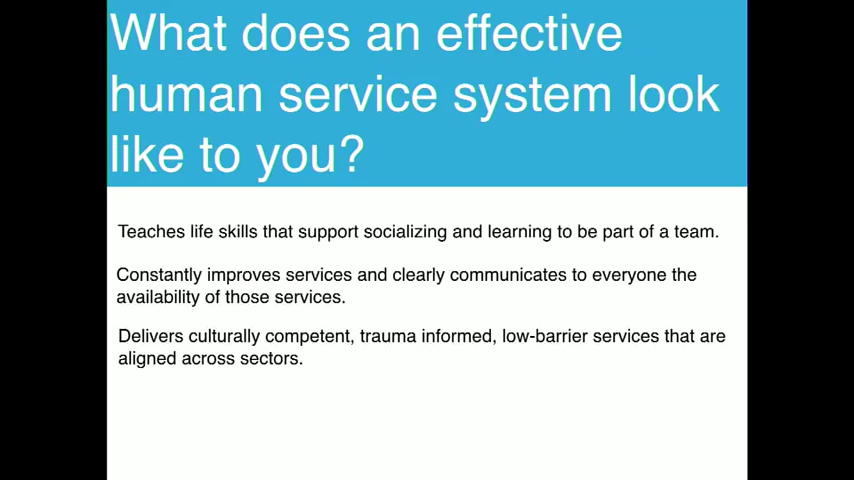 What does an effective
human service system look
like to you?
Teaches life skills that support socializing and learning to be part of a team.
Constantly improves services and clearly communicates to everyone the
availability of those services.
Delivers culturally competent, trauma informed, low-barrier services that are
aligned across sectors.